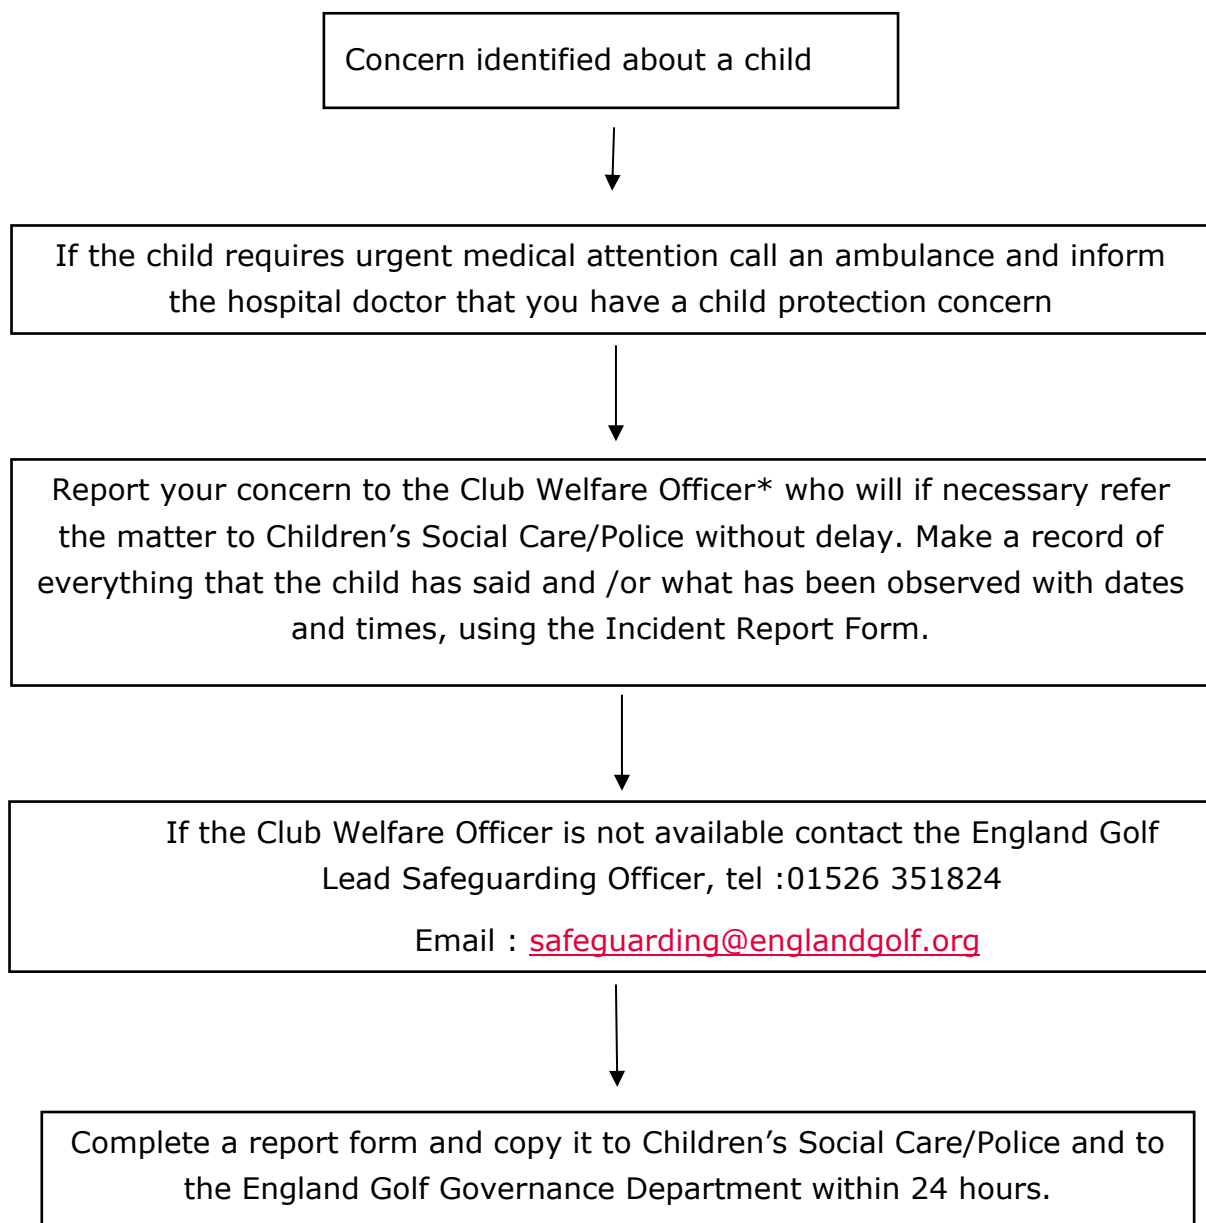 Concern identified about a child
If the child requires urgent medical attention call an ambulance and inform
the hospital doctor that you have a child protection concern
Report your concern to the Club Welfare Officer* who will if necessary refer
the matter to Children’s Social Care/Police without delay. Make a record of
everything that the child has said and /or what has been observed with dates
and times, using the Incident Report Form.
If the Club Welfare Officer is not available contact the England Golf
Lead Safeguarding Officer, tel :01526 351824
Email : safeguarding@englandgolf.org
Complete a report form and copy it to Children’s Social Care/Police and to
the England Golf Governance Department within 24 hours.